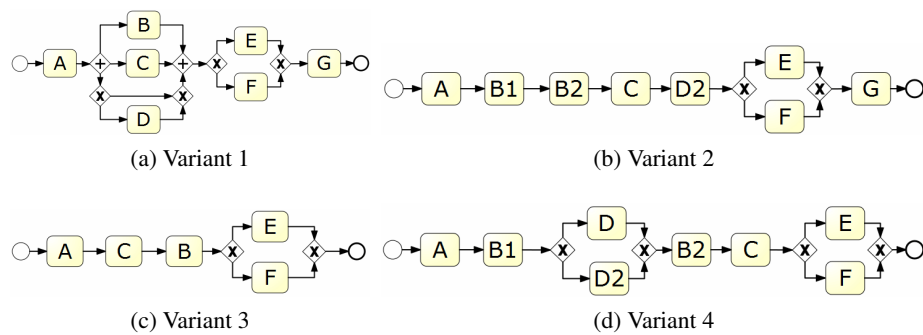 B
E
A + C + X X G
F
X X
D
(a) Variant 1
E
A B1 B2 C D2 X X G
F
(b) Variant 2
E
A C B X X
F
(c) Variant 3
D E
A B1 X X B2 C X X
D2 F
(d) Variant 4